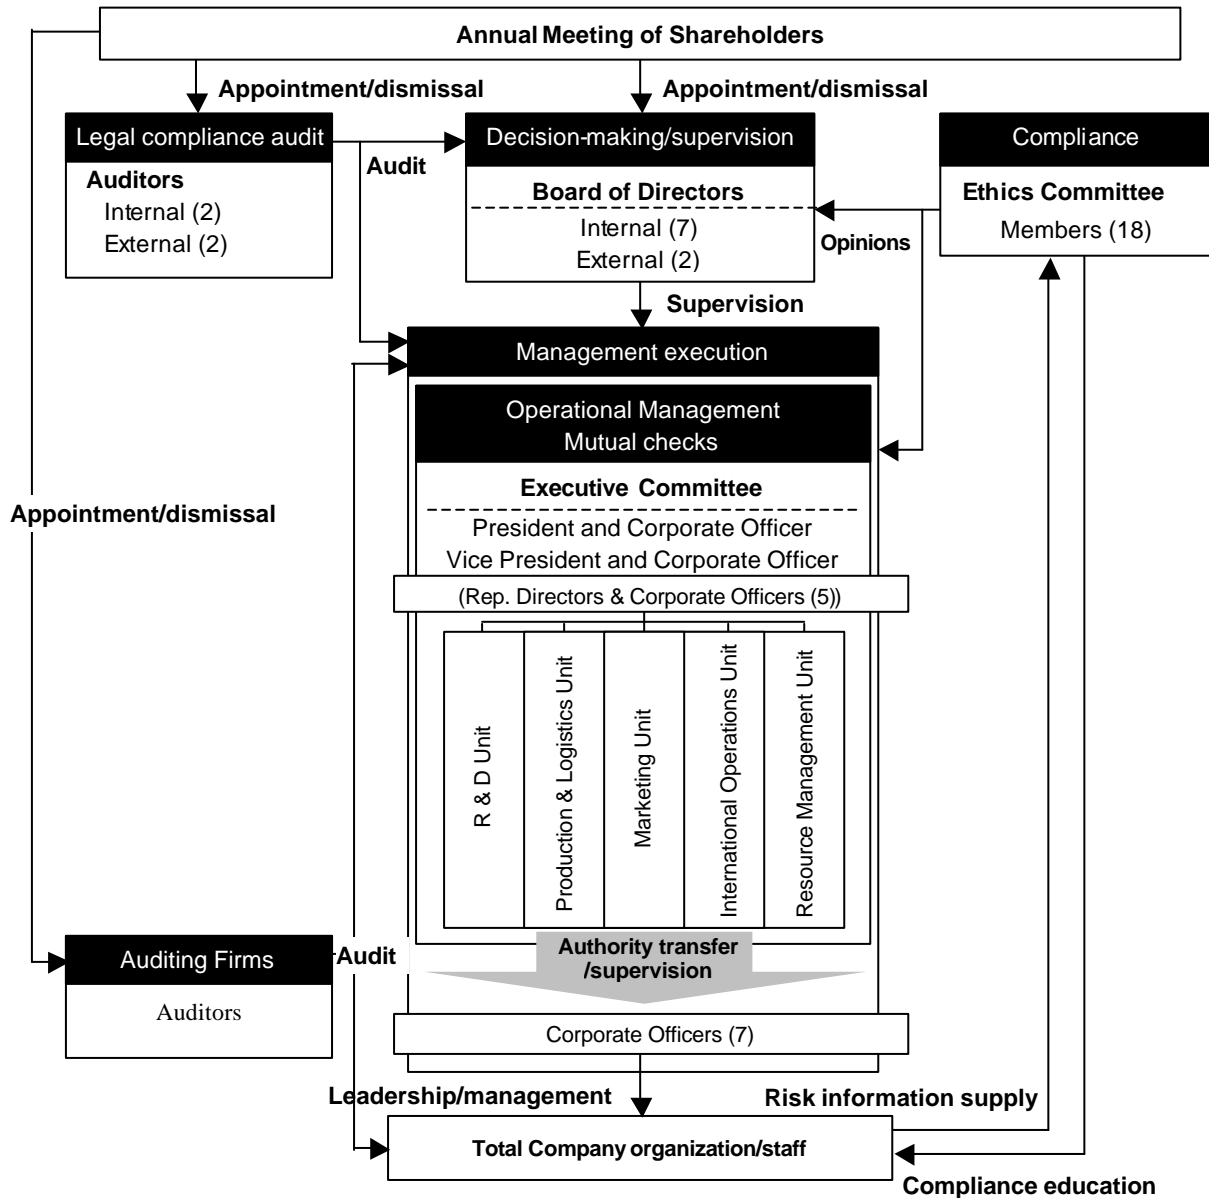 Annual Meeting of Shareholders
Appointment/dismissal
Appointment/dismissal
Legal compliance audit
Auditors
Internal (2)
External (2)
Audit
Decision-making/supervision
Board of Directors
Internal (7)
External (2)
Compliance
Ethics Committee
Members (18)
Opinions
Supervision
Management execution
Operational Management
Mutual checks
Executive Committee
President and Corporate Officer
Vice President and Corporate Officer
(Rep. Directors & Corporate Officers (5))
Appointment/dismissal
R & D Unit
Production & Logistics Unit
Marketing Unit
International Operations Unit
Resource Management Unit
Authority transfer
/supervision
Auditing Firms
Auditors
Audit
Corporate Officers (7)
Leadership/management
Risk information supply
Total Company organization/staff
Compliance education